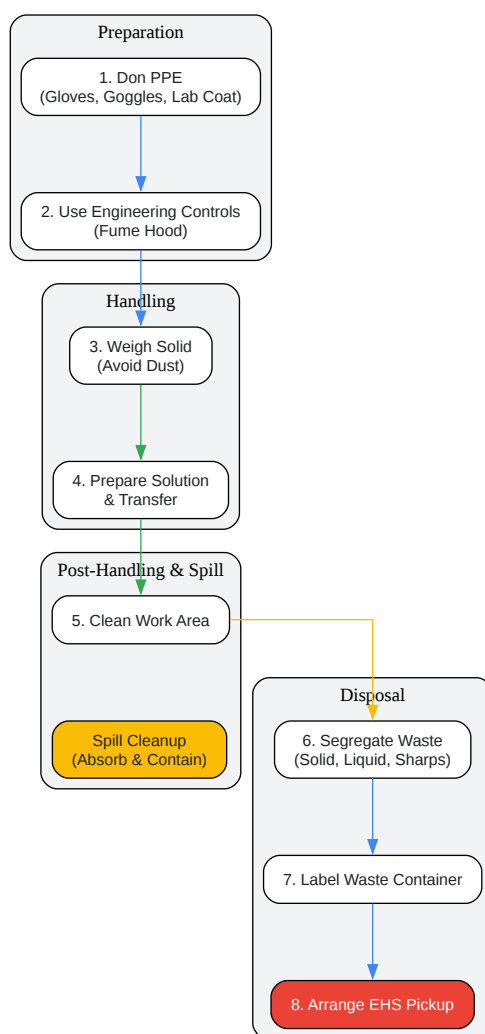 Preparation
1. Don PPE
(Gloves, Goggles, Lab Coat)
2. Use Engineering Controls
(Fume Hood)
Handling
3. Weigh Solid
(Avoid Dust)
4. Prepare Solution
& Transfer
Post-Handling & Spill
5. Clean Work Area
Spill Cleanup
(Absorb & Contain)
Disposal
6. Segregate Waste
(Solid, Liquid, Sharps)
7. Label Waste Container
8. Arrange EHS Pickup